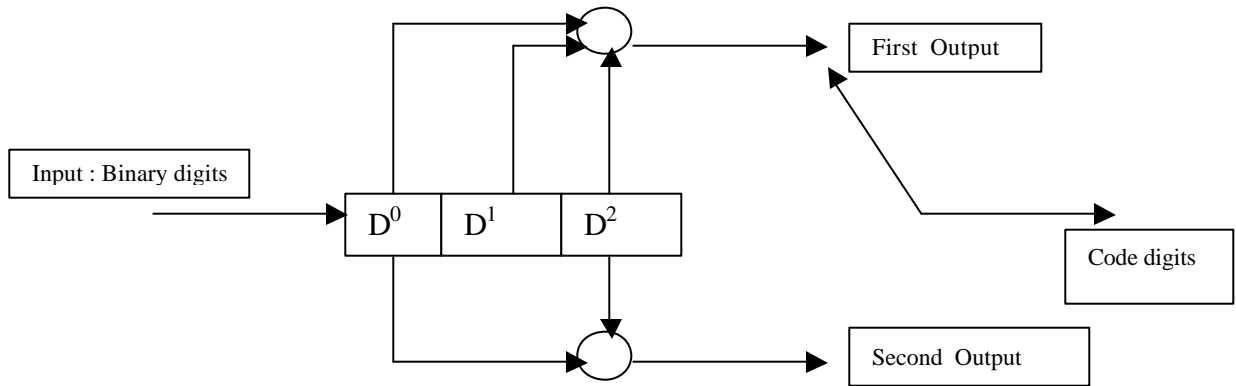 First Output
Input : Binary digits
D⁰ D¹ D²
Code digits
Second Output